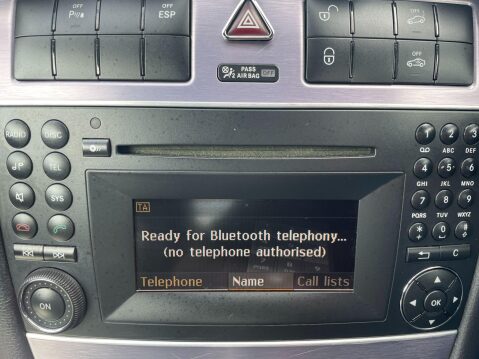 OFF
OFF
ESP
OFF
OFF
PASS
AIR BAG OFF
RADIO
DISC
TEL
SYS
ON
TA
Ready for Bluetooth telephony...
(no telephone authorised)
Telephone
Name
Call lists
1
2
3
ABC
DEF
4
5
6
GHI
JKL
MNO
7
8
9
PQRS
TUV
WXYZ
*
0
#
C
OK